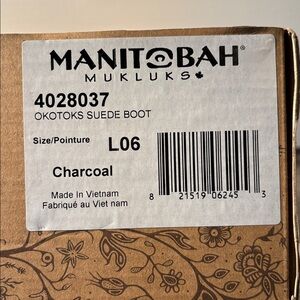 MANITOBAH®
MUKLUKS
4028037
OKOTOKS SUEDE BOOT
Size/Pointure L06
Charcoal
Made In Vietnam
Fabriqué au Viet nam
8 21519 06245 3